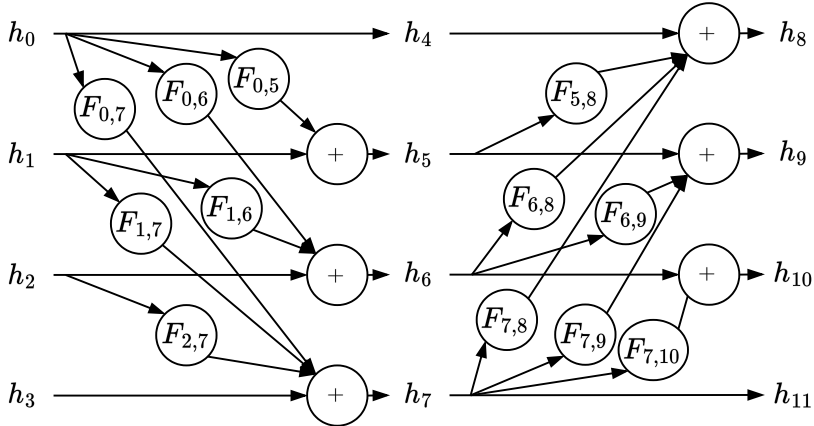 h₀ h₄ + h₈
F₀,₇ F₀,₆ F₀,₅ F₅,₈
h₁ + h₅ + h₉
F₁,₇ F₁,₆ F₆,₈ F₆,₉
h₂ + h₆ + h₁₀
F₂,₇ F₇,₈ F₇,₉ F₇,₁₀
h₃ + h₇ h₁₁